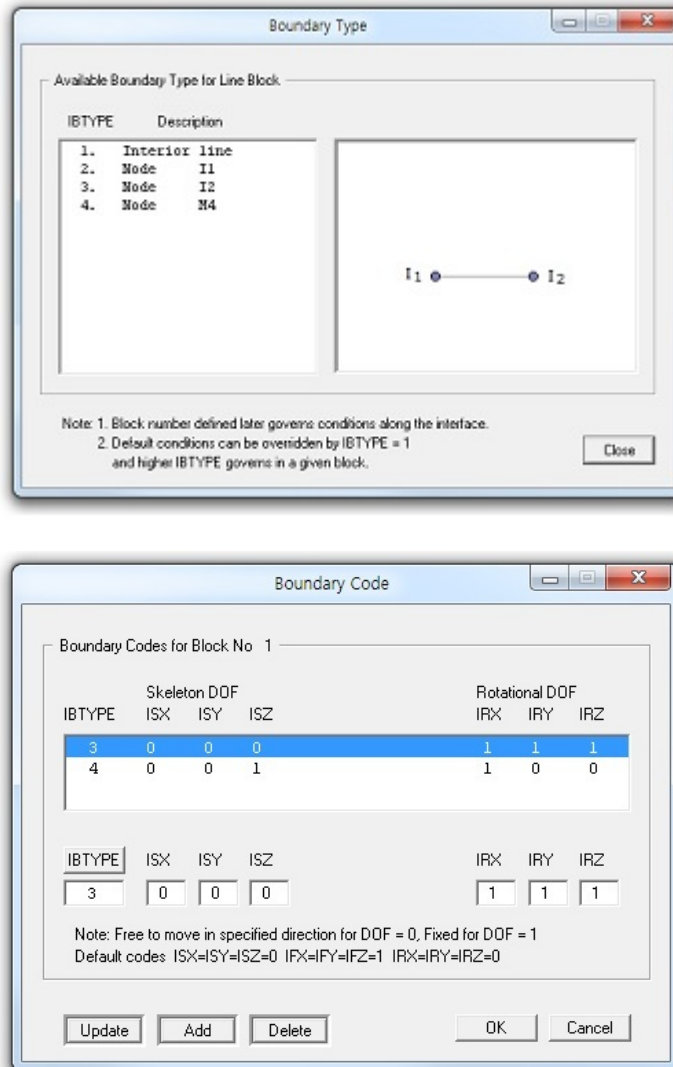 Boundary Type
Available Boundary Type for Line Block
IBTYPE Description
1. Interior line
2. Node I1
3. Node I2
4. Node M4
I1 I2
Note: 1. Block number defined later governs conditions along the interface.
2. Default conditions can be overridden by IBTYPE = 1
and higher IBTYPE governs in a given block.
Close
Boundary Code
Boundary Codes for Block No 1
Skeleton DOF Rotational DOF
IBTYPE ISX ISY ISZ IRX IRY IRZ
3 0 0 0 1 1 1
4 0 0 1 1 0 0
IBTYPE ISX ISY ISZ IRX IRY IRZ
3 0 0 0 1 1 1
Note: Free to move in specified direction for DOF = 0, Fixed for DOF = 1
Default codes ISX=ISY=ISZ=0 IFX=IFY=IFZ=1 IRX=IRY=IRZ=0
Update Add Delete OK Cancel